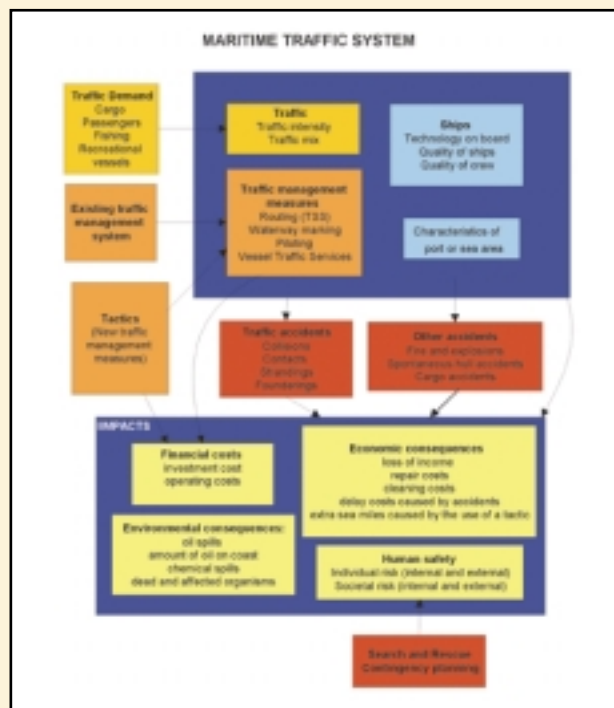 MARITIME TRAFFIC SYSTEM
Traffic Demand
Cargo
Passengers
Fishing
Recreational
vessels
Traffic
Traffic intensity
Traffic mix
Ships
Technology on board
Quality of ships
Quality of crew
Existing traffic
management
system
Traffic management
measures
Routing (TSS)
Waterway marking
Piloting
Vessel Traffic Services
Characteristics of
port or sea area
Tactics
(New traffic
management
measures)
Traffic accidents
Collisions
Contacts
Strandings
Founderings
Other accidents
Fire and explosions
Spontaneous hull accidents
Cargo accidents
IMPACTS
Financial costs
investment cost
operating costs
Economic consequences
loss of income
repair costs
cleaning costs
delay costs caused by accidents
extra sea miles caused by the use of a tactic
Environmental consequences:
oil spills
amount of oil on coast
chemical spills
dead and affected organisms
Human safety
Individual risk (internal and external)
Societal risk (internal and external)
Search and Rescue
Contingency planning